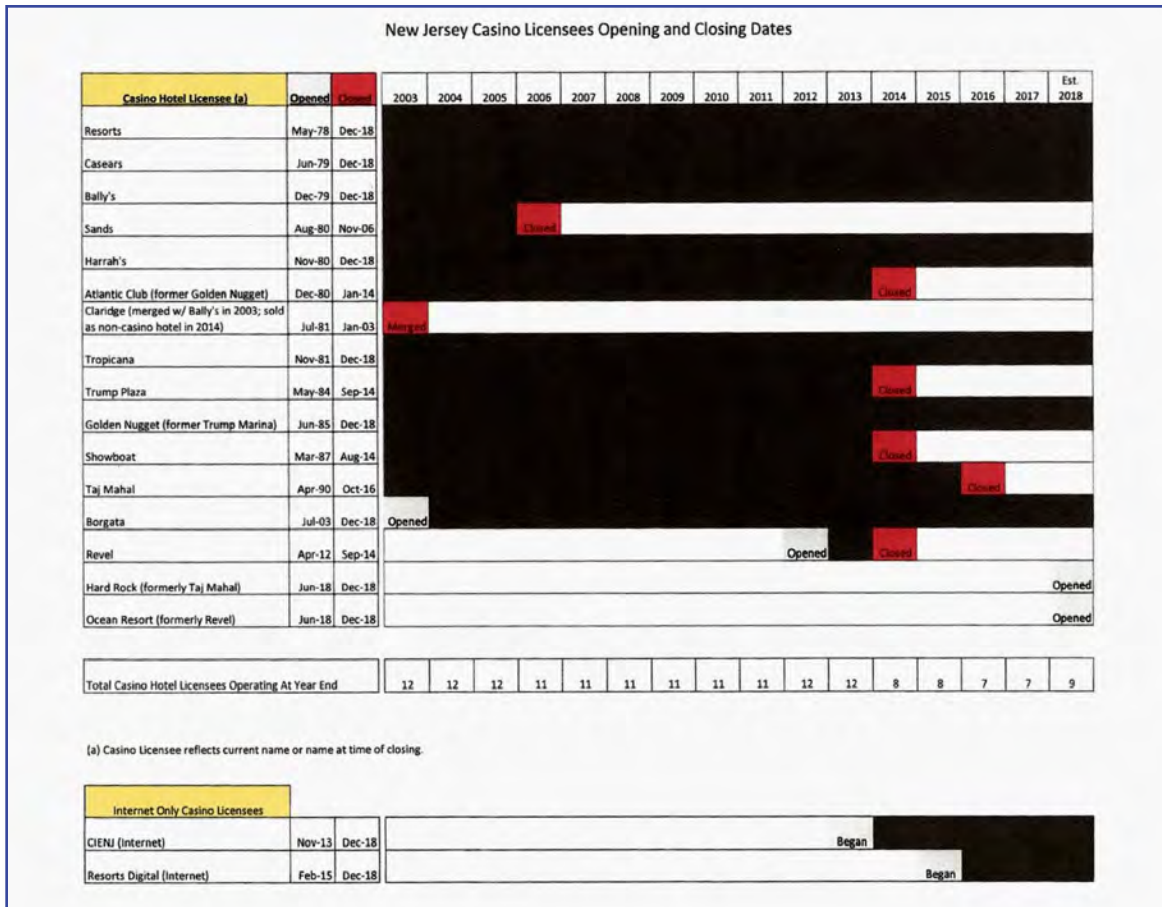 New Jersey Casino Licensees Opening and Closing Dates
Casino Hotel Licensee (a) Opened Closed 2003 2004 2005 2006 2007 2008 2009 2010 2011 2012 2013 2014 2015 2016 2017 Est. 2018
Resorts May-78 Dec-18
Casears Jun-79 Dec-18
Bally's Dec-79 Dec-18
Sands Aug-80 Nov-06 Closed
Harrah's Nov-80 Dec-18
Atlantic Club (former Golden Nugget) Dec-80 Jan-14 Closed
Claridge (merged w/ Bally's in 2003; sold
as non-casino hotel in 2014) Jul-81 Jan-03 Merged
Tropicana Nov-81 Dec-18
Trump Plaza May-84 Sep-14 Closed
Golden Nugget (former Trump Marina) Jun-85 Dec-18
Showboat Mar-87 Aug-14 Closed
Taj Mahal Apr-90 Oct-16 Closed
Borgata Jul-03 Dec-18 Opened
Revel Apr-12 Sep-14 Opened Closed
Hard Rock (formerly Taj Mahal) Jun-18 Dec-18 Opened
Ocean Resort (formerly Revel) Jun-18 Dec-18 Opened
Total Casino Hotel Licensees Operating At Year End 12 12 12 11 11 11 11 11 11 12 12 8 8 7 7 9
(a) Casino Licensee reflects current name or name at time of closing.
Internet Only Casino Licensees
CIENJ (Internet) Nov-13 Dec-18 Began
Resorts Digital (Internet) Feb-15 Dec-18 Began